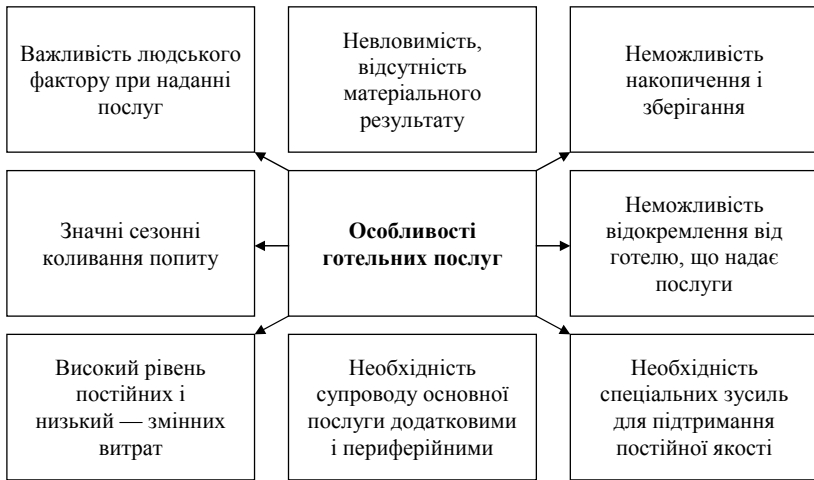 Важливість людського
фактору при наданні
послуг
Невловимість,
відсутність
матеріального
результату
Неможливість
накопичення і
зберігання
Значні сезонні
коливання попиту
Особливості
готельних послуг
Неможливість
відокремлення від
готелю, що надає
послуги
Високий рівень
постійних і
низький — змінних
витрат
Необхідність
супроводу основної
послуги додатковими
і периферійними
Необхідність
спеціальних зусиль
для підтримання
постійної якості